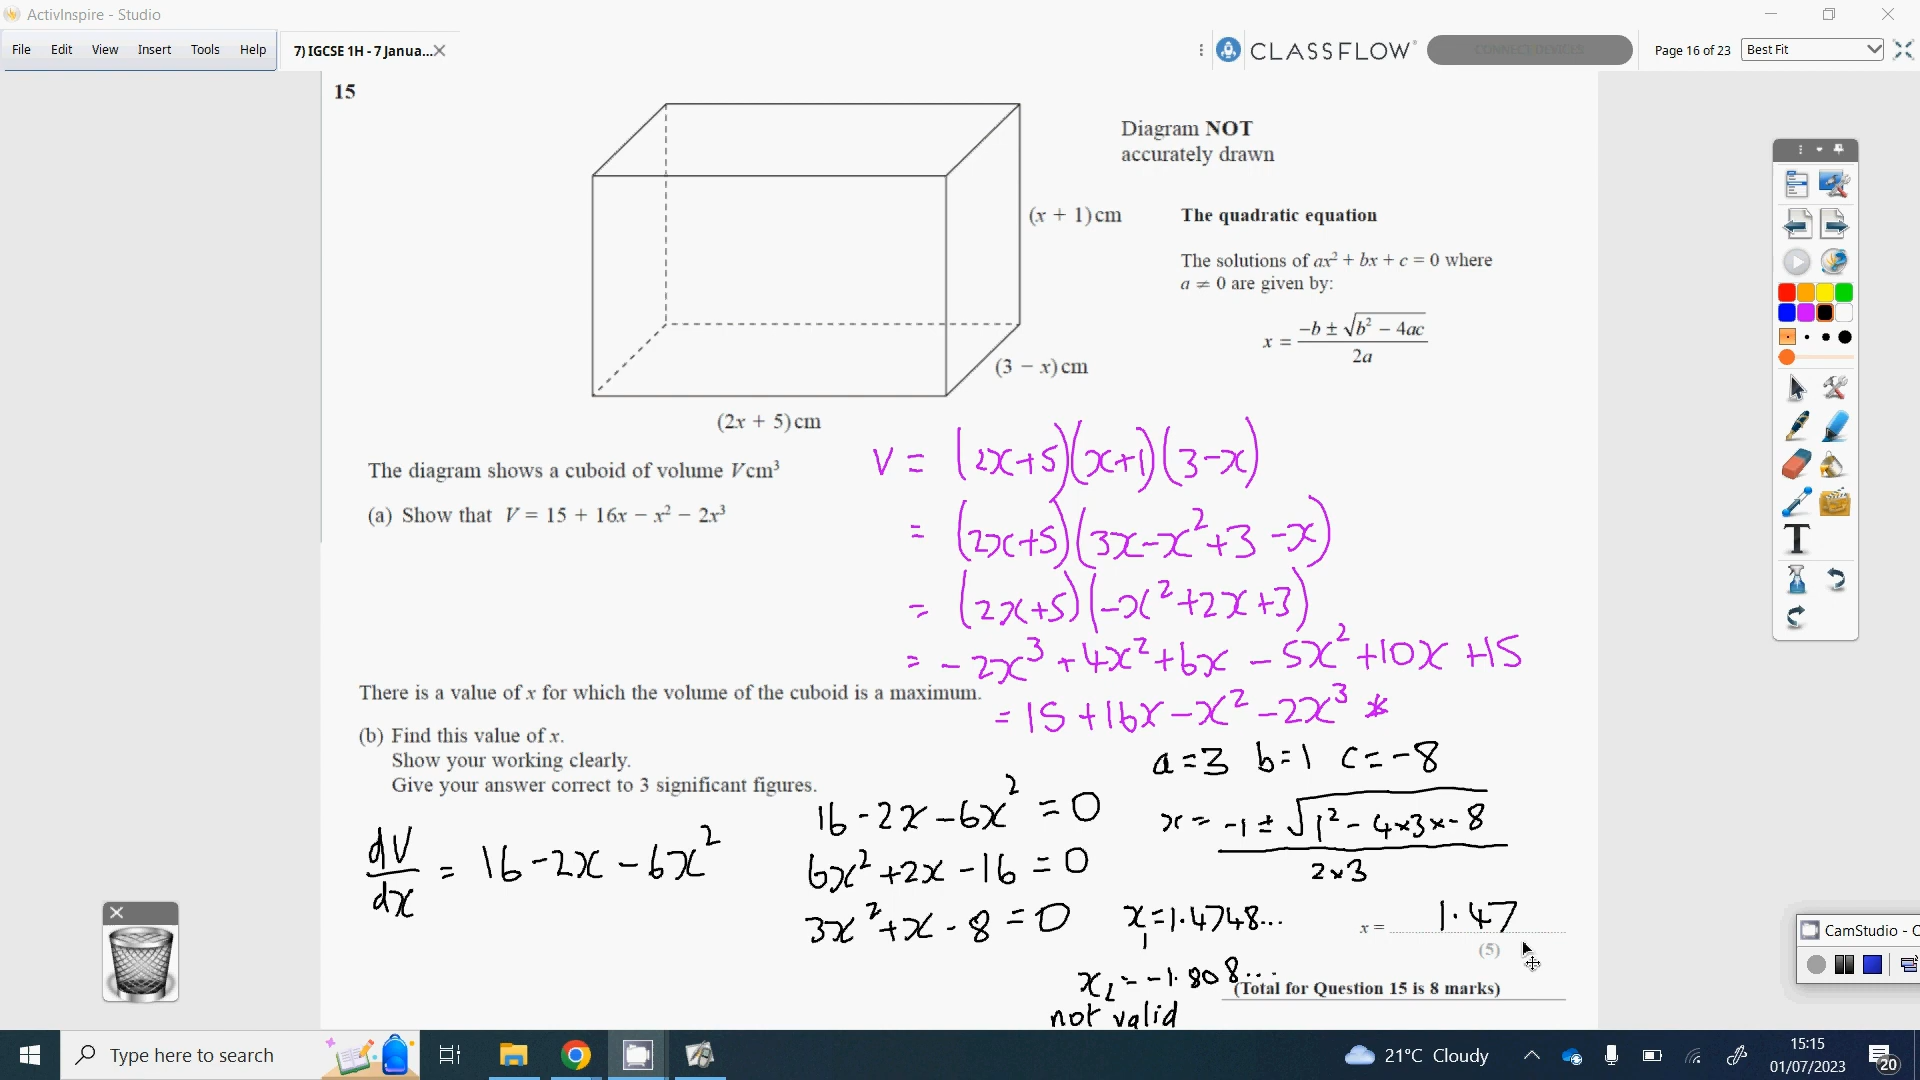 ActivInspire - Studio
File Edit View Insert Tools Help
7) IGCSE 1H - 7 Janua...
CLASSFLOW
CONNECT DEVICES
Page 16 of 23
Best Fit
15
Diagram NOT
accurately drawn
(x + 1) cm
(3 − x) cm
(2x + 5) cm
The quadratic equation
The solutions of ax² + bx + c = 0 where
a ≠ 0 are given by:
x = (−b ± √(b² − 4ac)) / 2a
The diagram shows a cuboid of volume V cm³
(a) Show that V = 15 + 16x − x² − 2x³
V = (2x+5)(x+1)(3-x)
= (2x+5)(3x-x²+3-x)
= (2x+5)(-x²+2x+3)
= -2x³+4x²+6x-5x²+10x+15
= 15+16x-x²-2x³ *
There is a value of x for which the volume of the cuboid is a maximum.
(b) Find this value of x.
Show your working clearly.
Give your answer correct to 3 significant figures.
dV/dx = 16-2x-6x²
16-2x-6x² = 0
6x²+2x-16 = 0
3x²+x-8 = 0
a=3 b=1 c=-8
x = (-1 ± √(1²-4×3×-8)) / 2×3
x₁=1.4748...
x₂=-1.808...
not valid
x = 1.47
(5)
(Total for Question 15 is 8 marks)
T
CamStudio - O
Type here to search
21°C Cloudy
15:15
01/07/2023
20